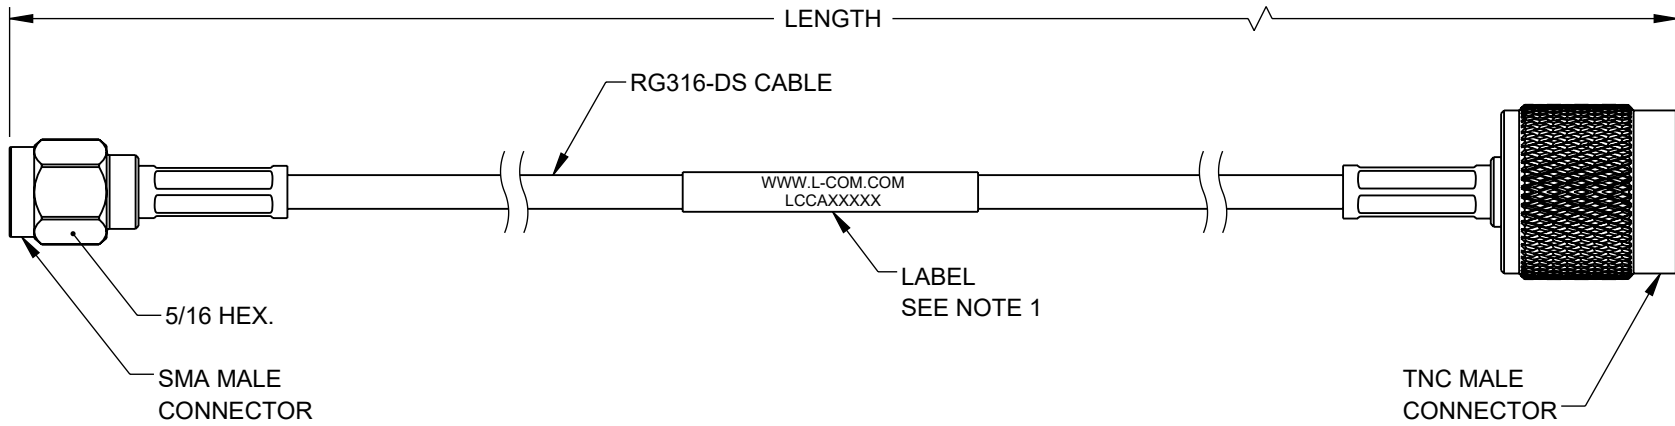 LENGTH
RG316-DS CABLE
WWW.L-COM.COM
LCCAXXXXX
LABEL
SEE NOTE 1
5/16 HEX.
SMA MALE
CONNECTOR
TNC MALE
CONNECTOR